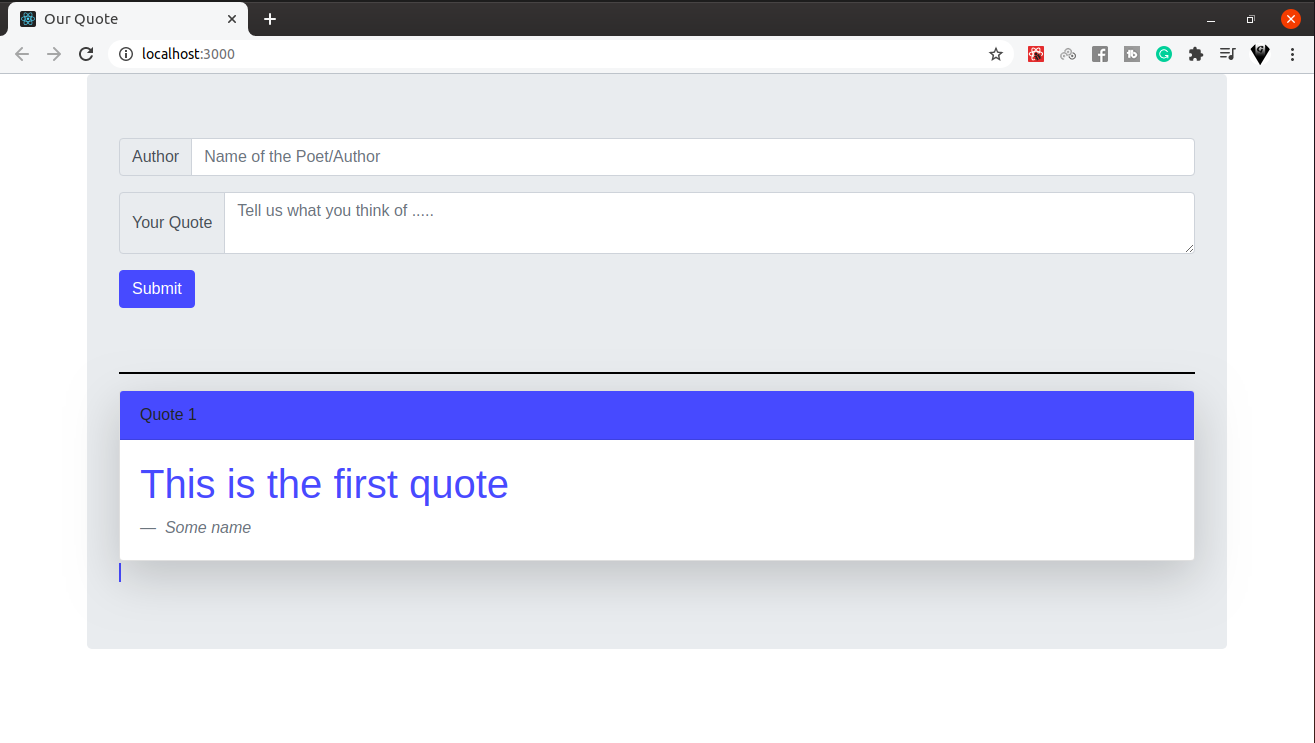 Our Quote
localhost:3000
Author Name of the Poet/Author
Your Quote Tell us what you think of .....
Submit
Quote 1
This is the first quote
— Some name